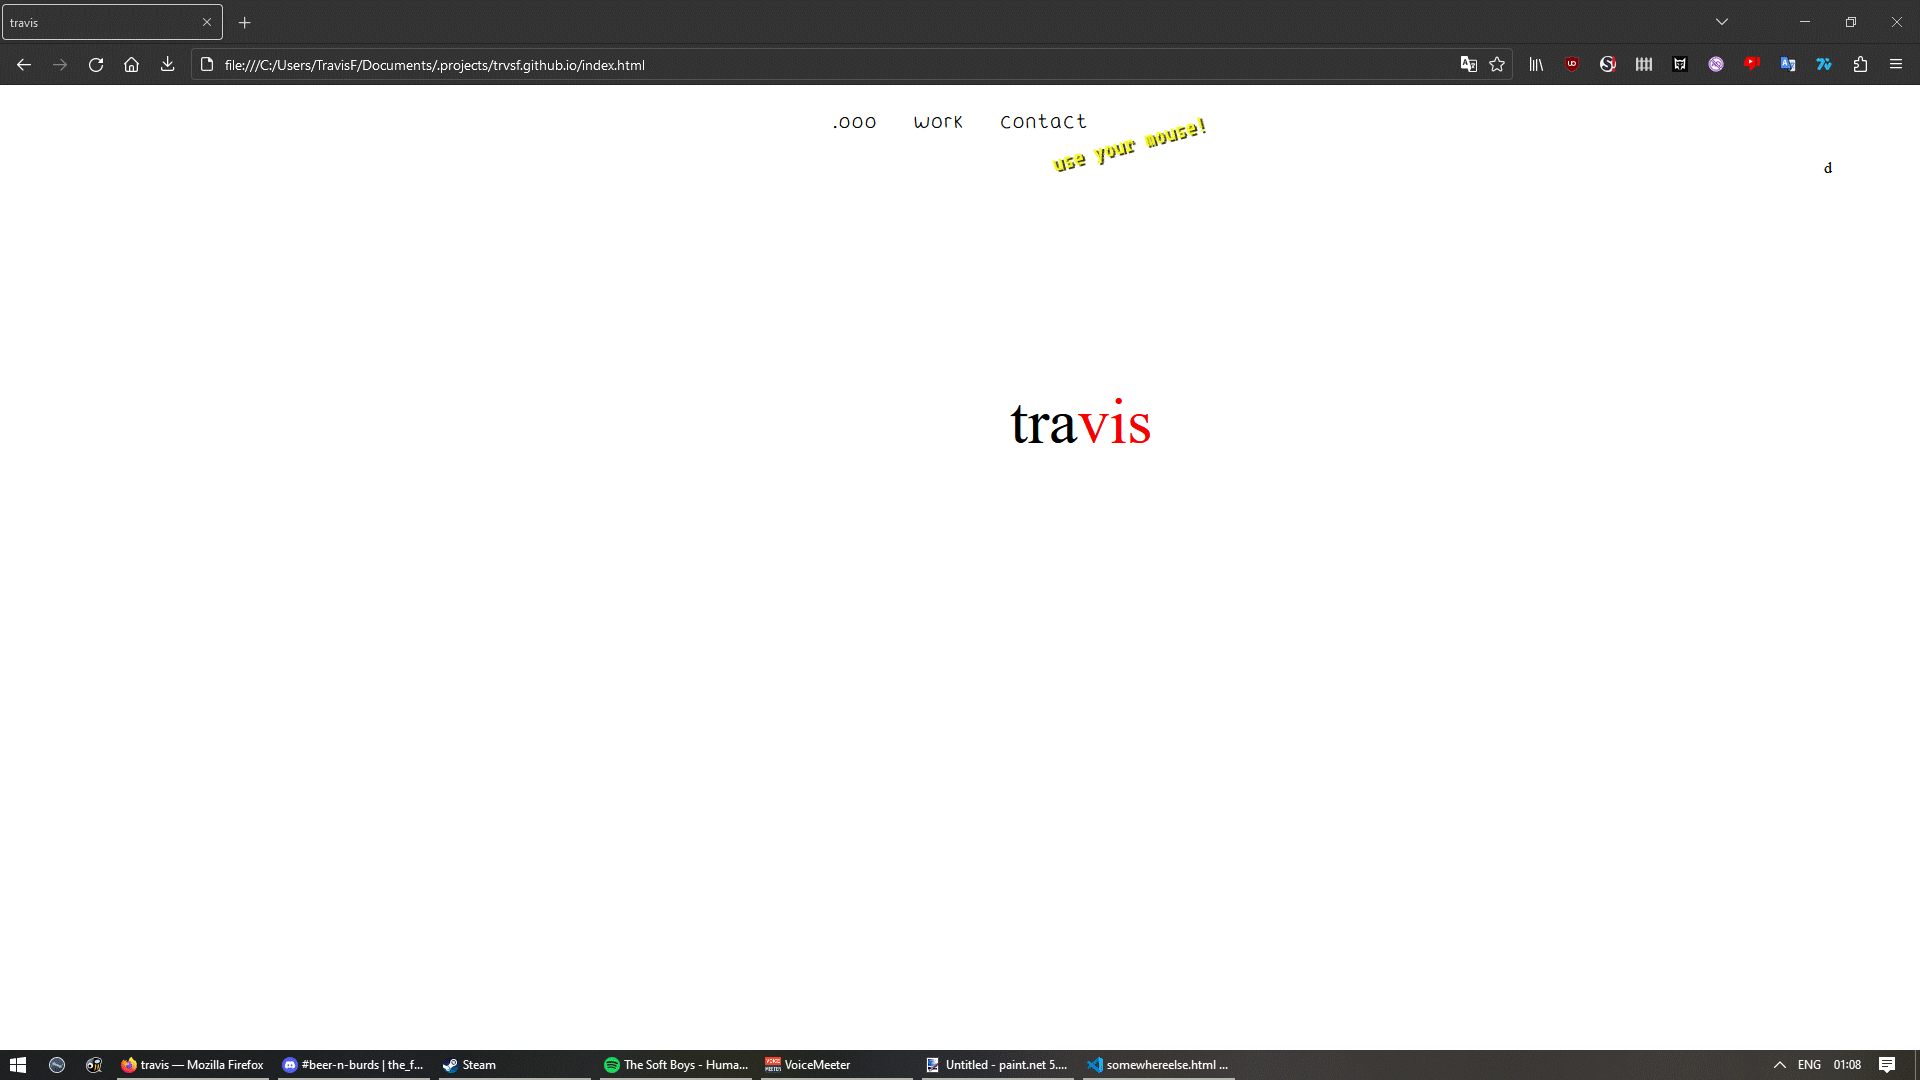 travis
file:///C:/Users/TravisF/Documents/.projects/trvsf.github.io/index.html
.ooo work contact
use your mouse!
d
travis
travis — Mozilla Firefox
#beer-n-burds | the_f...
Steam
The Soft Boys - Huma...
VoiceMeeter
Untitled - paint.net 5....
somewhereelse.html ...
ENG
01:08